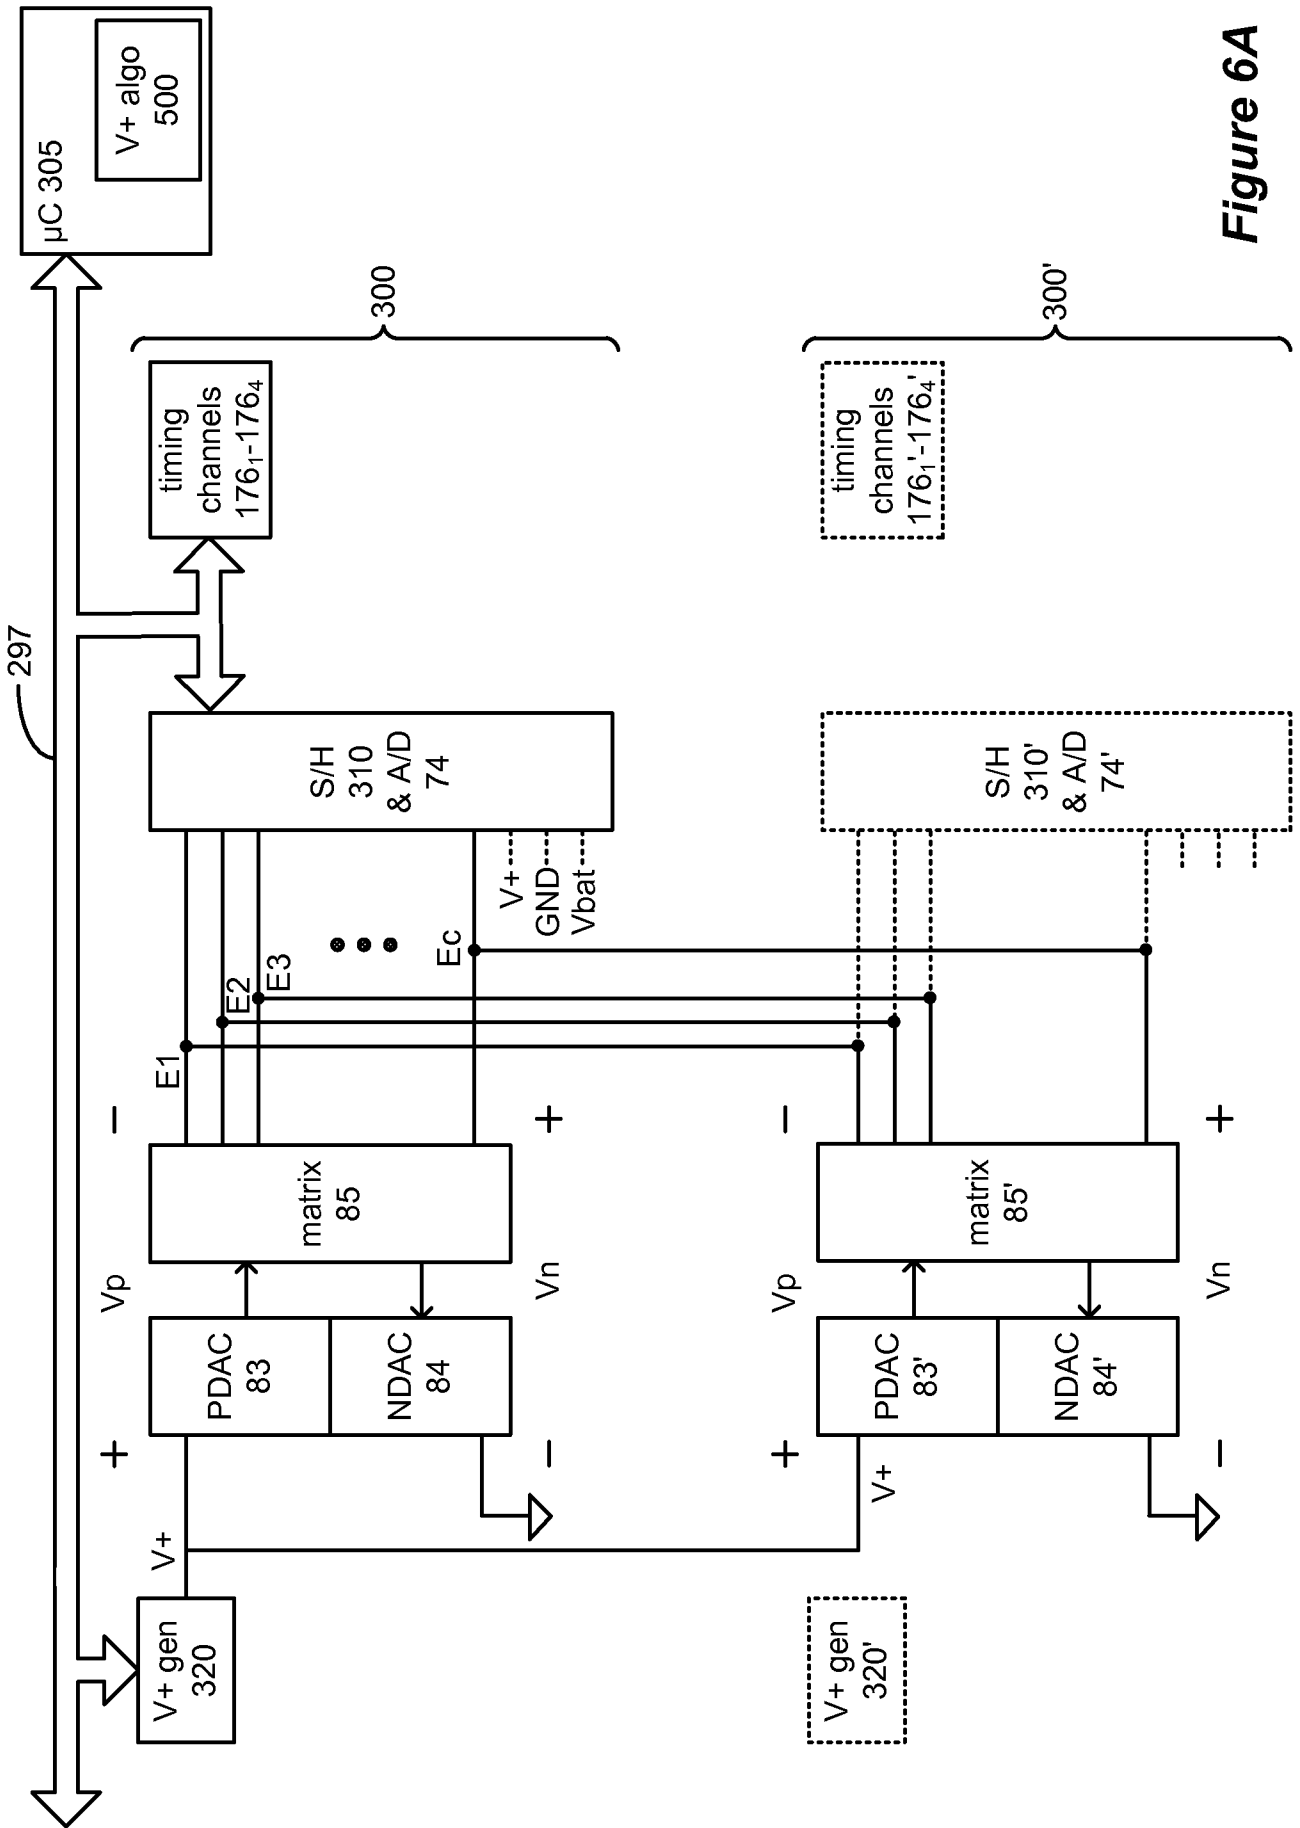 297
µC 305
V+ algo
500
V+ gen
320
V+
+
PDAC
83
NDAC
84
−
Vp
Vn
matrix
85
−
+
E1
E2
E3
Ec
V+
GND
Vbat
S/H
310
& A/D
74
timing
channels
176₁-176₄
300
V+ gen
320'
V+
+
PDAC
83'
NDAC
84'
−
Vp
Vn
matrix
85'
−
+
S/H
310'
& A/D
74'
timing
channels
176₁'-176₄'
300'
Figure 6A